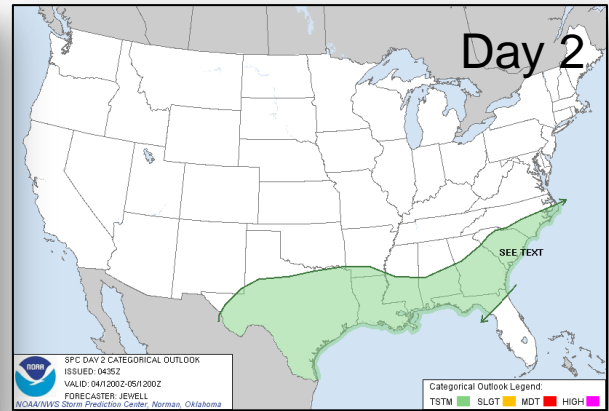 Day 2
SEE TEXT
NOAA
SPC DAY 2 CATEGORICAL OUTLOOK
ISSUED: 0435Z
VALID: 04/1200Z-05/1200Z
FORECASTER: JEWELL
NOAA/NWS Storm Prediction Center, Norman, Oklahoma
Categorical Outlook Legend:
TSTM SLGT MDT HIGH